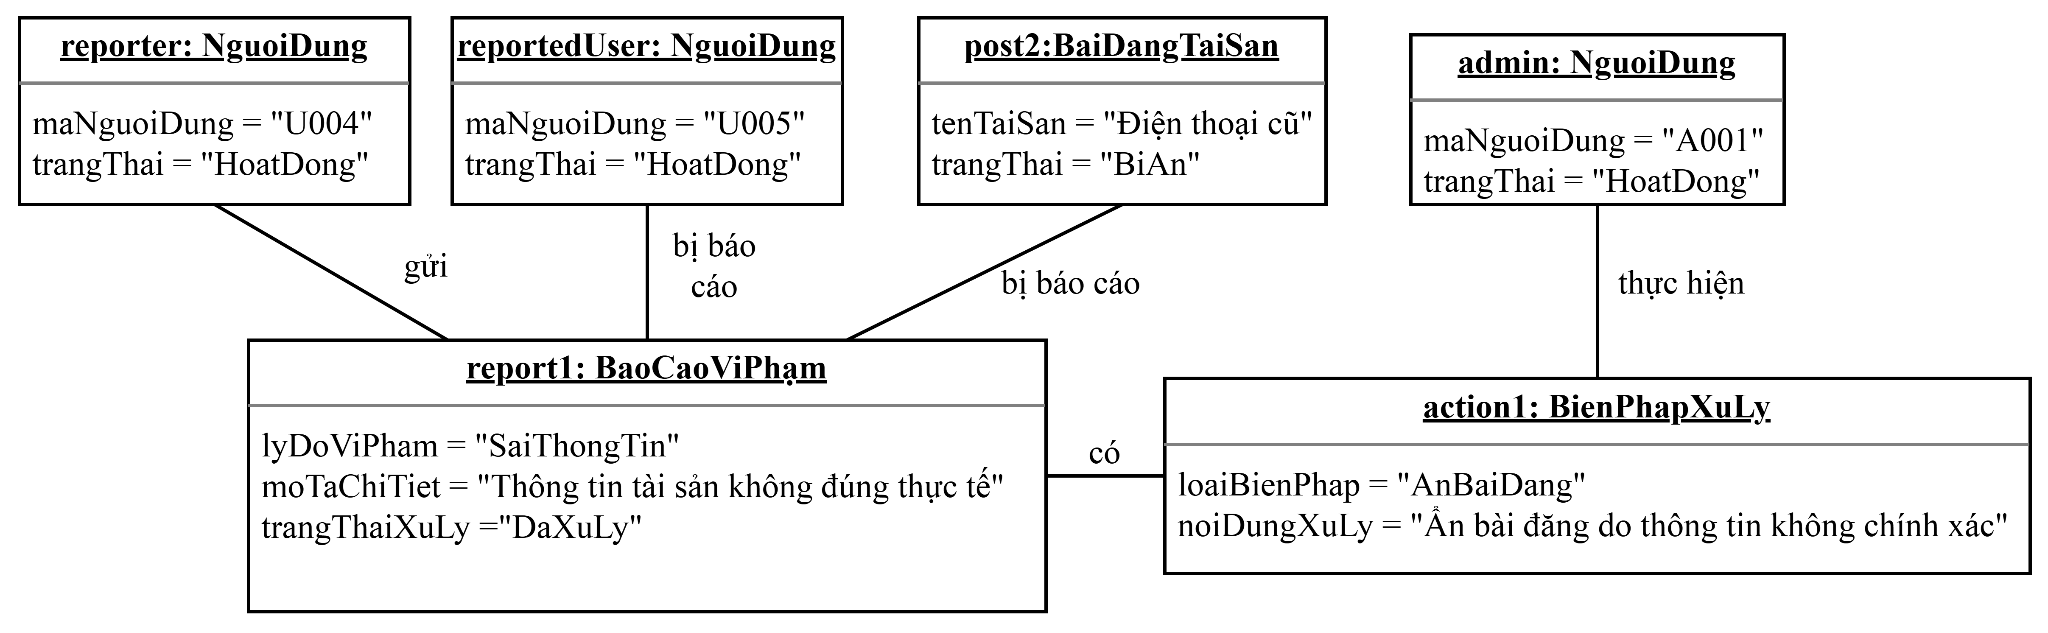 reporter: NguoiDung
maNguoiDung = "U004"
trangThai = "HoatDong"
reportedUser: NguoiDung
maNguoiDung = "U005"
trangThai = "HoatDong"
post2:BaiDangTaiSan
tenTaiSan = "Điện thoại cũ"
trangThai = "BiAn"
admin: NguoiDung
maNguoiDung = "A001"
trangThai = "HoatDong"
gửi
bị báo
cáo
bị báo cáo
thực hiện
report1: BaoCaoViPhạm
lyDoViPham = "SaiThongTin"
moTaChiTiet = "Thông tin tài sản không đúng thực tế"
trangThaiXuLy ="DaXuLy"
có
action1: BienPhapXuLy
loaiBienPhap = "AnBaiDang"
noiDungXuLy = "Ẩn bài đăng do thông tin không chính xác"